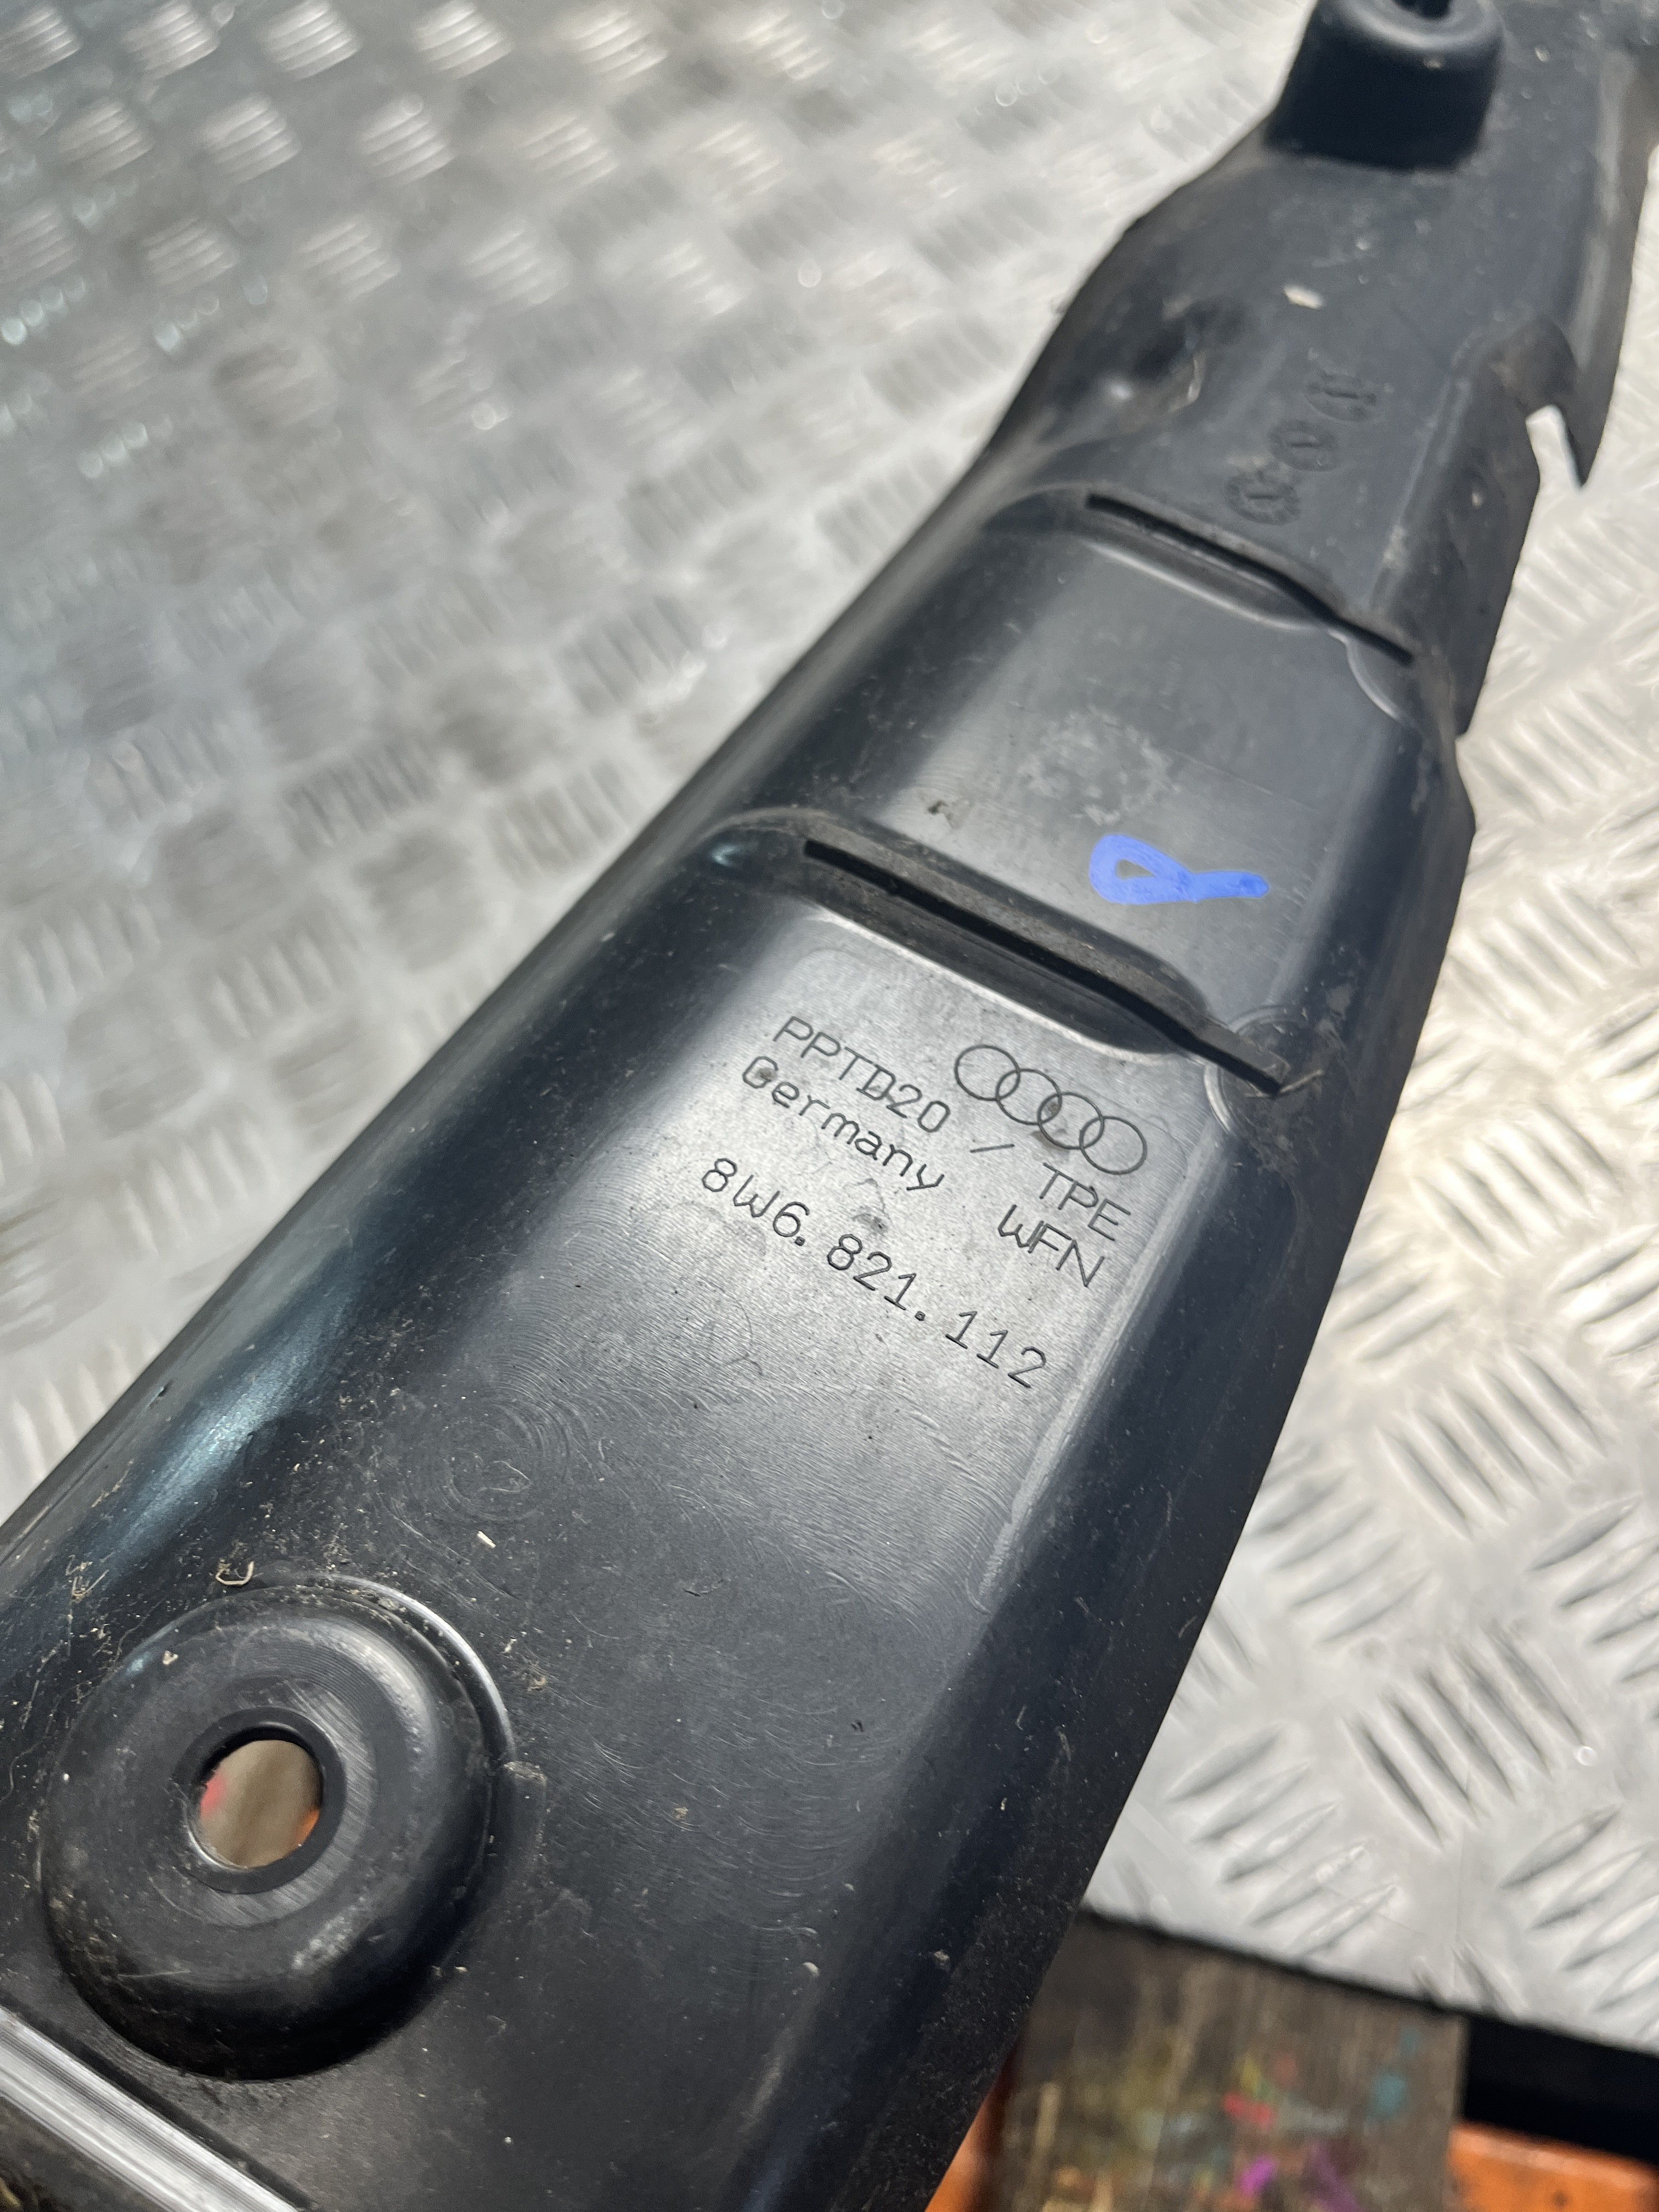 PPTD20 / TPE
Germany WFN
8W6.821.112